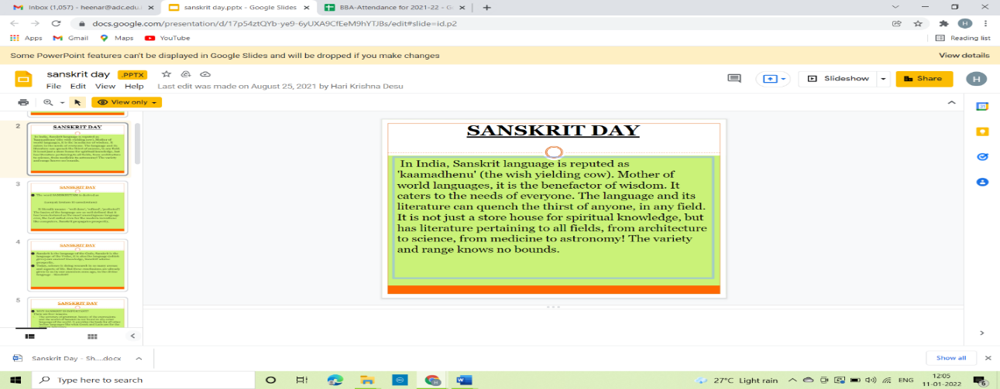 Inbox (1,057) - heenar@adc.edu.
sanskrit day.pptx - Google Slides
BBA-Attendance for 2021-22 - G
docs.google.com/presentation/d/17p54ztQYb-ye9-6yUXA9CfEeM9hYTJBs/edit#slide=id.p2
Apps Gmail Maps YouTube Reading list
Some PowerPoint features can't be displayed in Google Slides and will be dropped if you make changes View details
sanskrit day .PPTX
File Edit View Help Last edit was made on August 25, 2021 by Hari Krishna Desu
Slideshow Share H
View only
2
SANSKRIT DAY
3
SANSKRIT DAY
4
SANSKRIT DAY
5
SANSKRIT DAY
SANSKRIT DAY
In India, Sanskrit language is reputed as
'kaamadhenu' (the wish yielding cow). Mother of
world languages, it is the benefactor of wisdom. It
caters to the needs of everyone. The language and its
literature can quench the thirst of anyone, in any field.
It is not just a store house for spiritual knowledge, but
has literature pertaining to all fields, from architecture
to science, from medicine to astronomy! The variety
and range knows no bounds.
Sanskrit Day - Sh....docx Show all
Type here to search
27°C Light rain ENG
12:05
11-01-2022
6